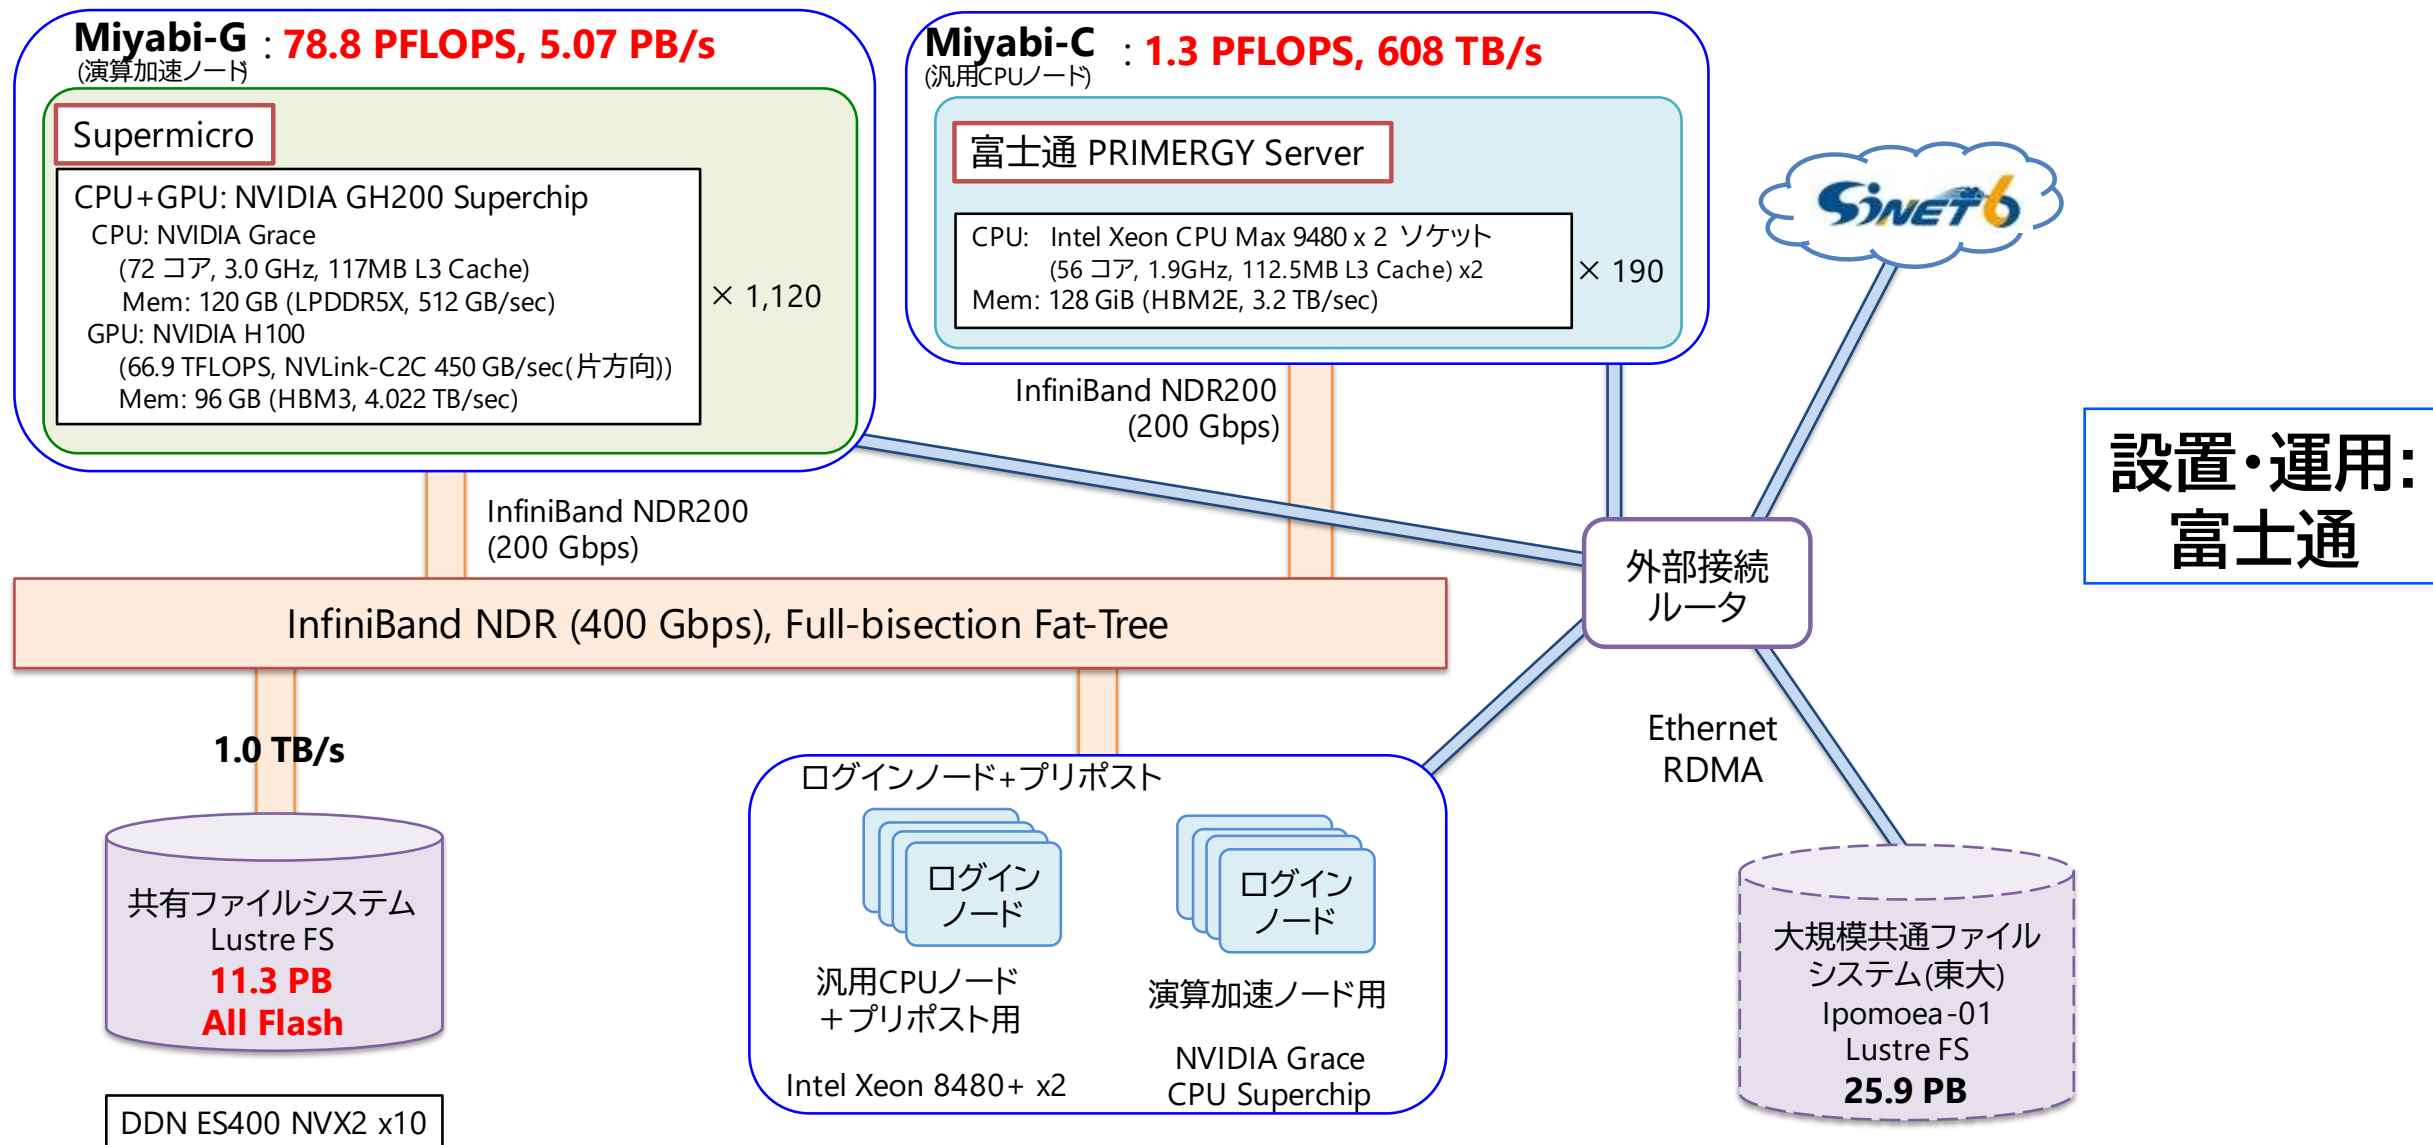 Miyabi-G : 78.8 PFLOPS, 5.07 PB/s
(演算加速ノード)
Supermicro
CPU+GPU: NVIDIA GH200 Superchip
CPU: NVIDIA Grace
(72 コア, 3.0 GHz, 117MB L3 Cache)
Mem: 120 GB (LPDDR5X, 512 GB/sec)
GPU: NVIDIA H100
(66.9 TFLOPS, NVLink-C2C 450 GB/sec(片方向))
Mem: 96 GB (HBM3, 4.022 TB/sec)
× 1,120
Miyabi-C : 1.3 PFLOPS, 608 TB/s
(汎用CPUノード)
富士通 PRIMERGY Server
CPU: Intel Xeon CPU Max 9480 x 2 ソケット
(56 コア, 1.9GHz, 112.5MB L3 Cache) x2
Mem: 128 GiB (HBM2E, 3.2 TB/sec)
× 190
SINET6
InfiniBand NDR200
(200 Gbps)
InfiniBand NDR200
(200 Gbps)
設置・運用:
富士通
外部接続
ルータ
InfiniBand NDR (400 Gbps), Full-bisection Fat-Tree
1.0 TB/s
Ethernet
RDMA
共有ファイルシステム
Lustre FS
11.3 PB
All Flash
DDN ES400 NVX2 x10
ログインノード+プリポスト
ログイン
ノード
汎用CPUノード
＋プリポスト用
Intel Xeon 8480+ x2
ログイン
ノード
演算加速ノード用
NVIDIA Grace
CPU Superchip
大規模共通ファイル
システム(東大)
Ipomoea-01
Lustre FS
25.9 PB